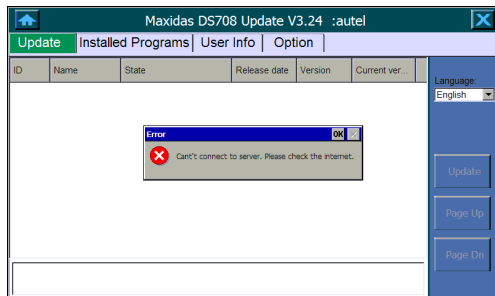 Maxidas DS708 Update V3.24 :autel
Update Installed Programs User Info Option
ID Name State Release date Version Current ver...
Language:
English
Error OK
Cant't connect to server. Please check the internet.
Update
Page Up
Page Dn